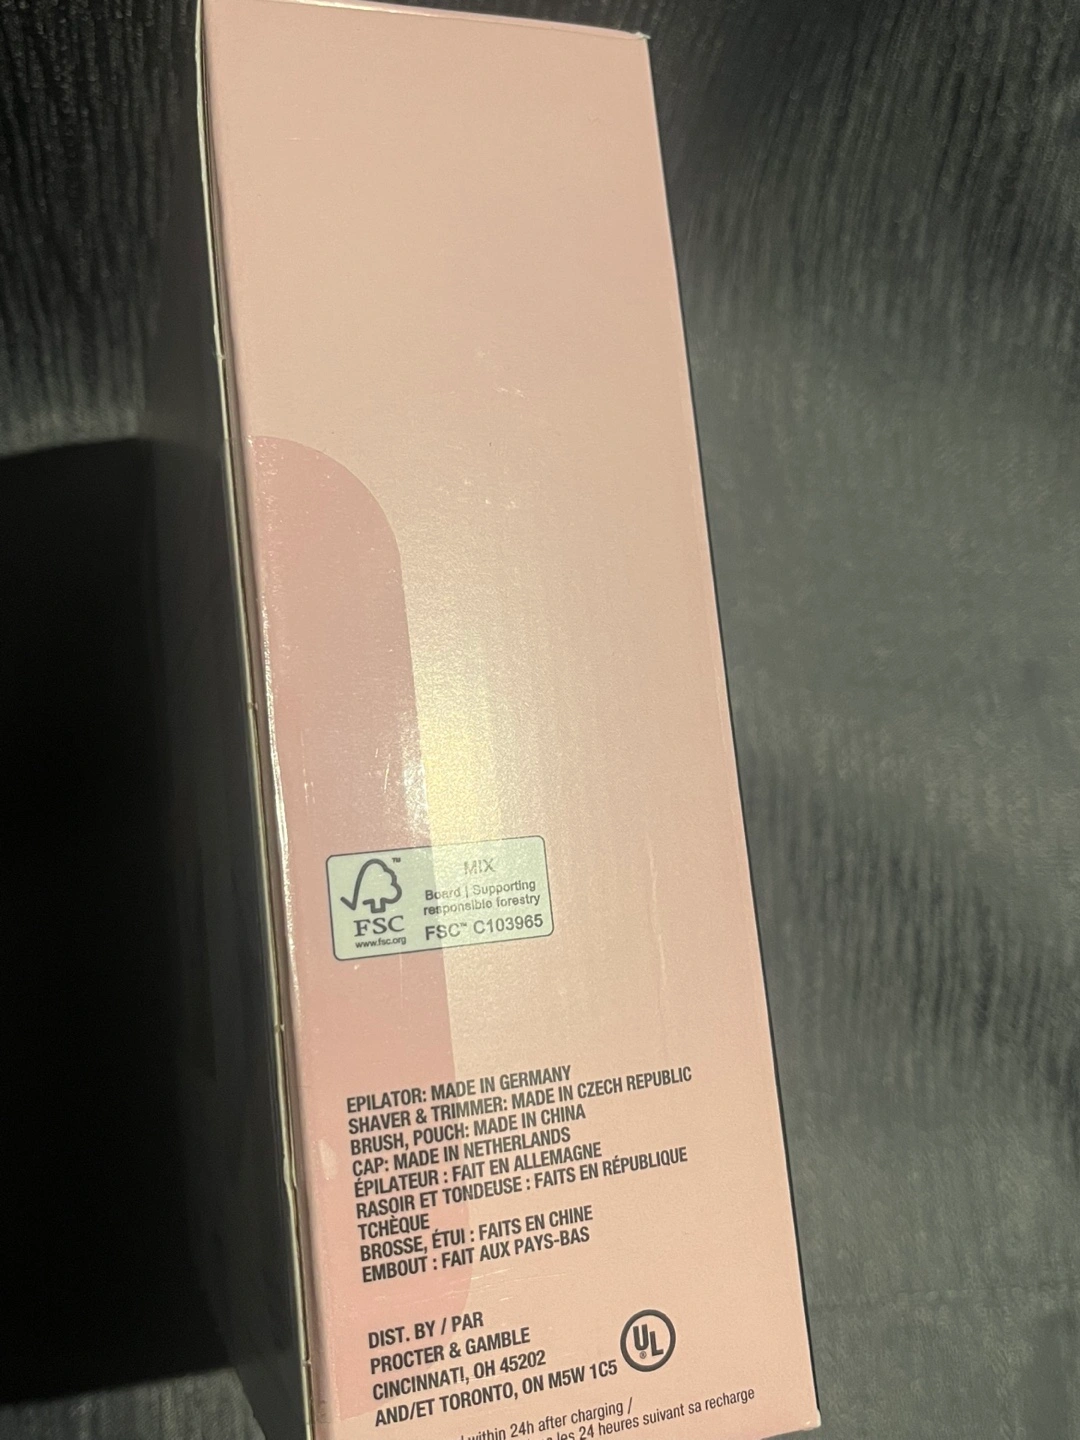 MIX
Board | Supporting
responsible forestry
FSC™ C103965
™
FSC
www.fsc.org
EPILATOR: MADE IN GERMANY
SHAVER & TRIMMER: MADE IN CZECH REPUBLIC
BRUSH, POUCH: MADE IN CHINA
CAP: MADE IN NETHERLANDS
ÉPILATEUR : FAIT EN ALLEMAGNE
RASOIR ET TONDEUSE : FAITS EN RÉPUBLIQUE
TCHÈQUE
BROSSE, ÉTUI : FAITS EN CHINE
EMBOUT : FAIT AUX PAYS-BAS
DIST. BY / PAR
PROCTER & GAMBLE
CINCINNATI, OH 45202
AND/ET TORONTO, ON M5W 1C5
UL
®
within 24h after charging /
les 24 heures suivant sa recharge